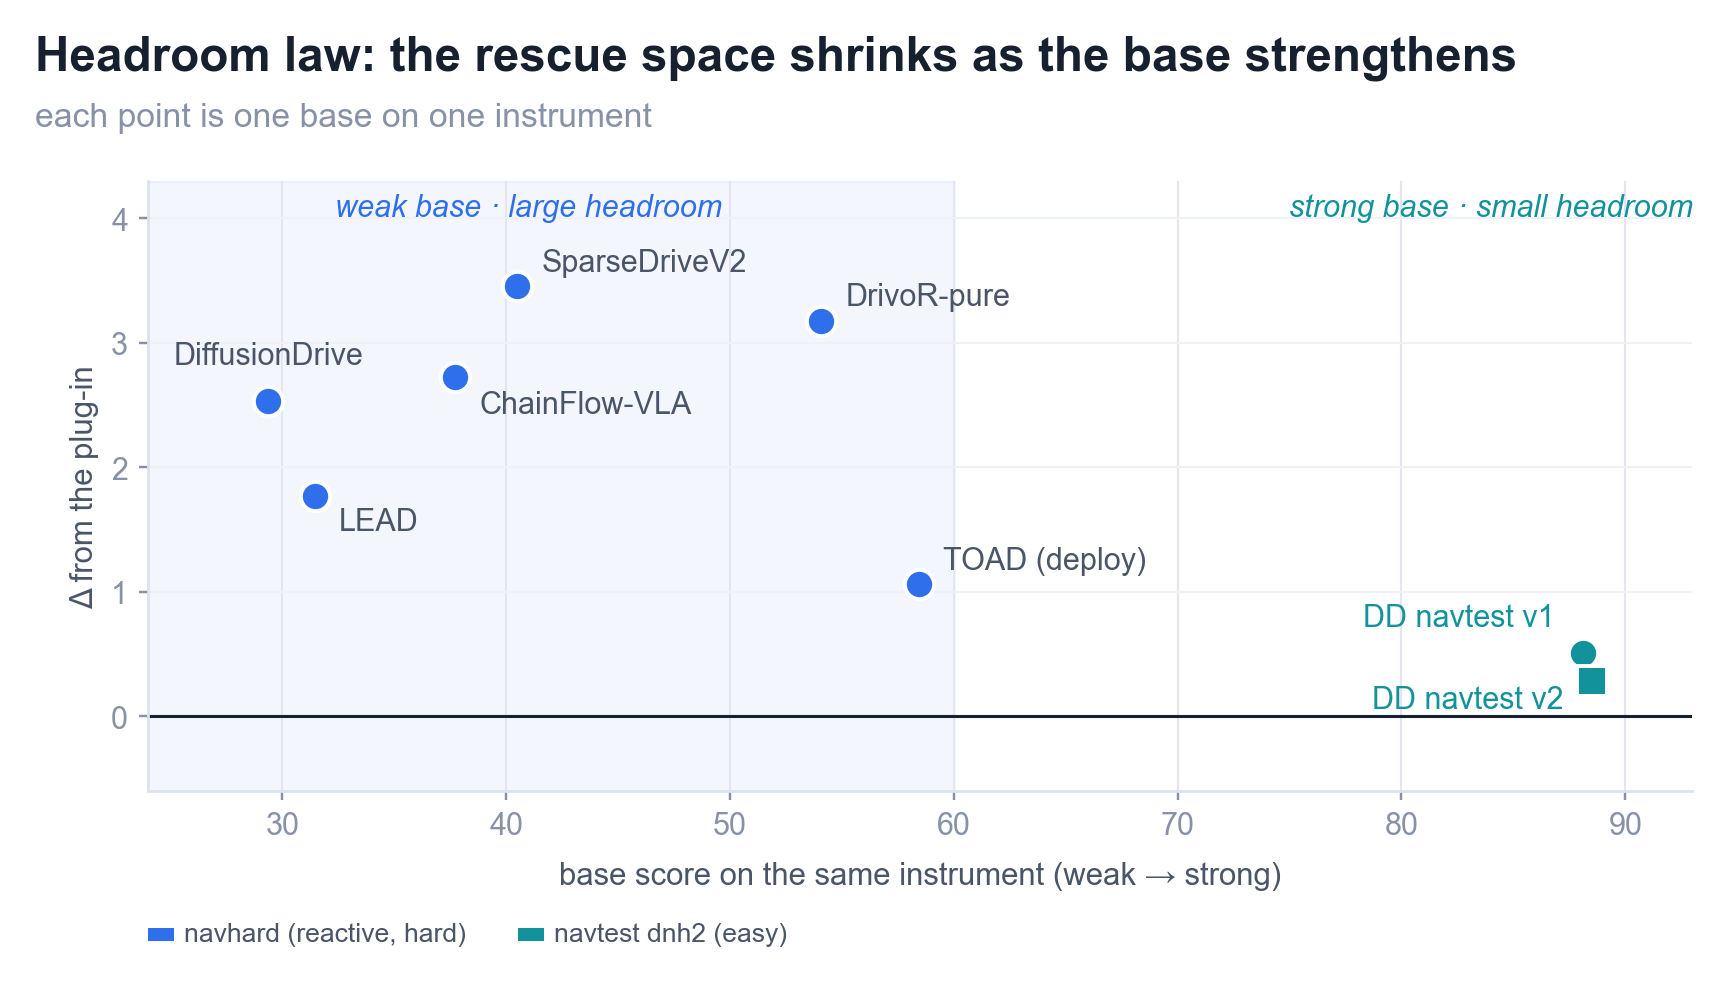 Headroom law: the rescue space shrinks as the base strengthens
each point is one base on one instrument
weak base · large headroom
strong base · small headroom
4
3
2
1
0
Δ from the plug-in
SparseDriveV2
DrivoR-pure
DiffusionDrive
ChainFlow-VLA
LEAD
TOAD (deploy)
DD navtest v1
DD navtest v2
30
40
50
60
70
80
90
base score on the same instrument (weak → strong)
navhard (reactive, hard)
navtest dnh2 (easy)